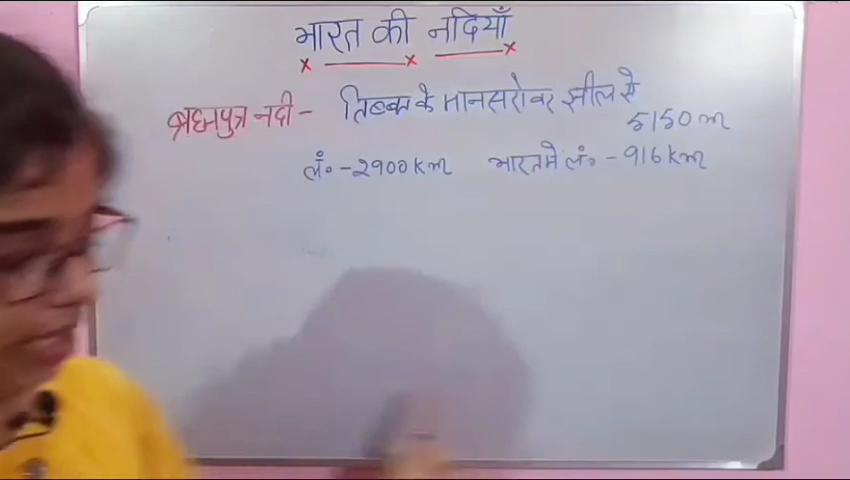 भारत की नदियाँ
ब्रह्मपुत्र नदी - तिब्बत के मानसरोवर झील से
5150 m
लं॰ - 2900 Km भारत मे लं॰ - 916 Km